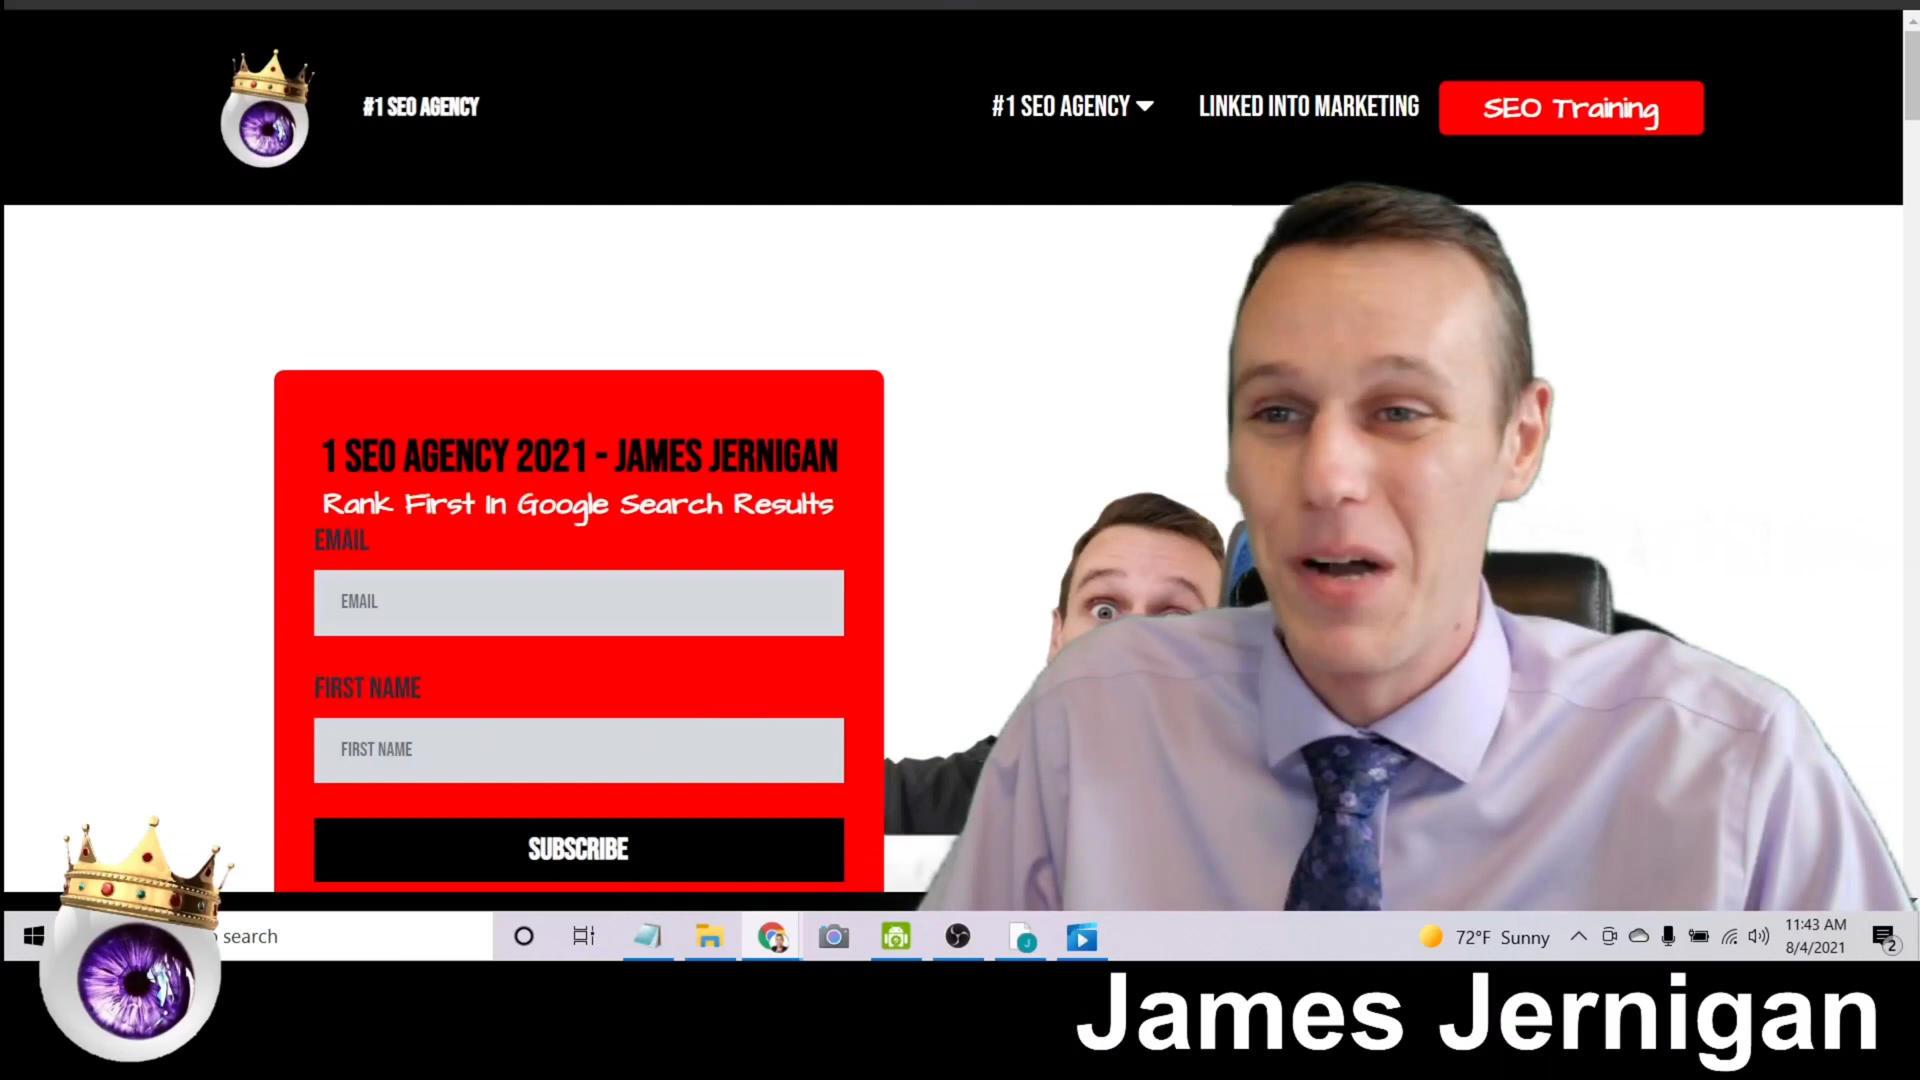 #1 SEO AGENCY
#1 SEO AGENCY
LINKED INTO MARKETING
SEO Training
1 SEO AGENCY 2021 - JAMES JERNIGAN
Rank First In Google Search Results
EMAIL
EMAIL
FIRST NAME
FIRST NAME
SUBSCRIBE
search
J
72°F Sunny
11:43 AM
8/4/2021
2
James Jernigan